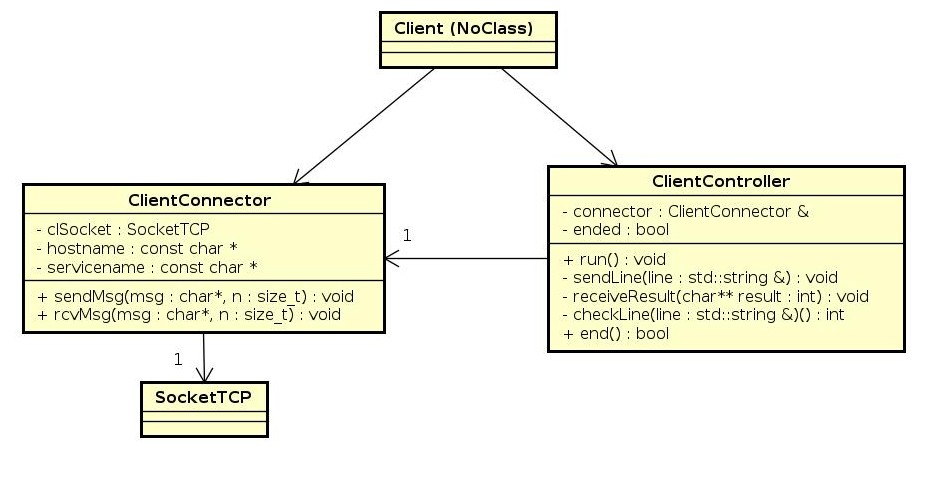 Client (NoClass)
ClientConnector
- clSocket : SocketTCP
- hostname : const char *
- servicename : const char *
+ sendMsg(msg : char*, n : size_t) : void
+ rcvMsg(msg : char*, n : size_t) : void
1
ClientController
- connector : ClientConnector &
- ended : bool
+ run() : void
- sendLine(line : std::string &) : void
- receiveResult(char** result : int) : void
- checkLine(line : std::string &)() : int
+ end() : bool
1
SocketTCP